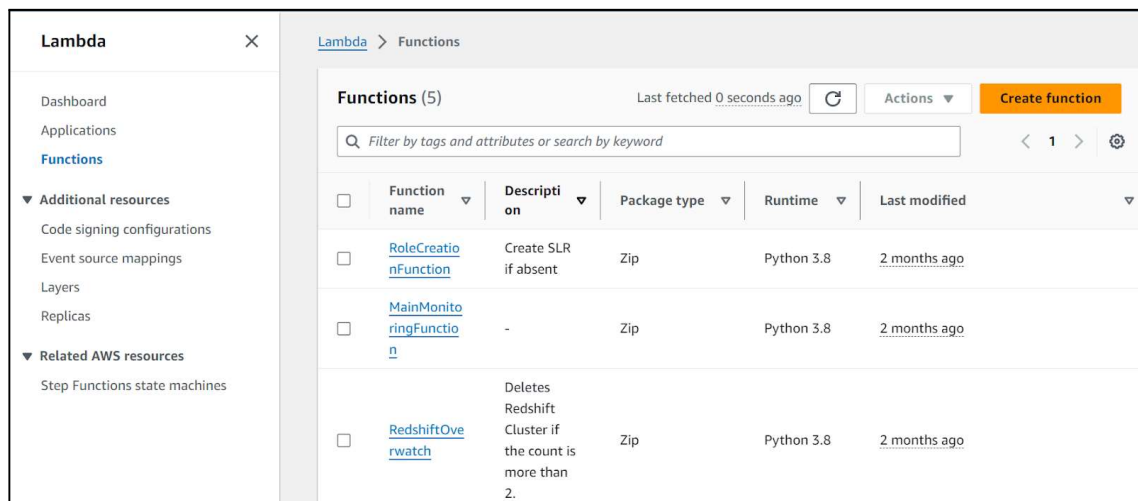 Lambda
Dashboard
Applications
Functions
Additional resources
Code signing configurations
Event source mappings
Layers
Replicas
Related AWS resources
Step Functions state machines
Lambda > Functions
Functions (5)
Last fetched 0 seconds ago
Actions
Create function
Filter by tags and attributes or search by keyword
1
Function
name
Descripti
on
Package type
Runtime
Last modified
RoleCreatio
nFunction
Create SLR
if absent
Zip
Python 3.8
2 months ago
MainMonito
ringFunctio
n
-
Zip
Python 3.8
2 months ago
RedshiftOve
rwatch
Deletes
Redshift
Cluster if
the count is
more than
2.
Zip
Python 3.8
2 months ago